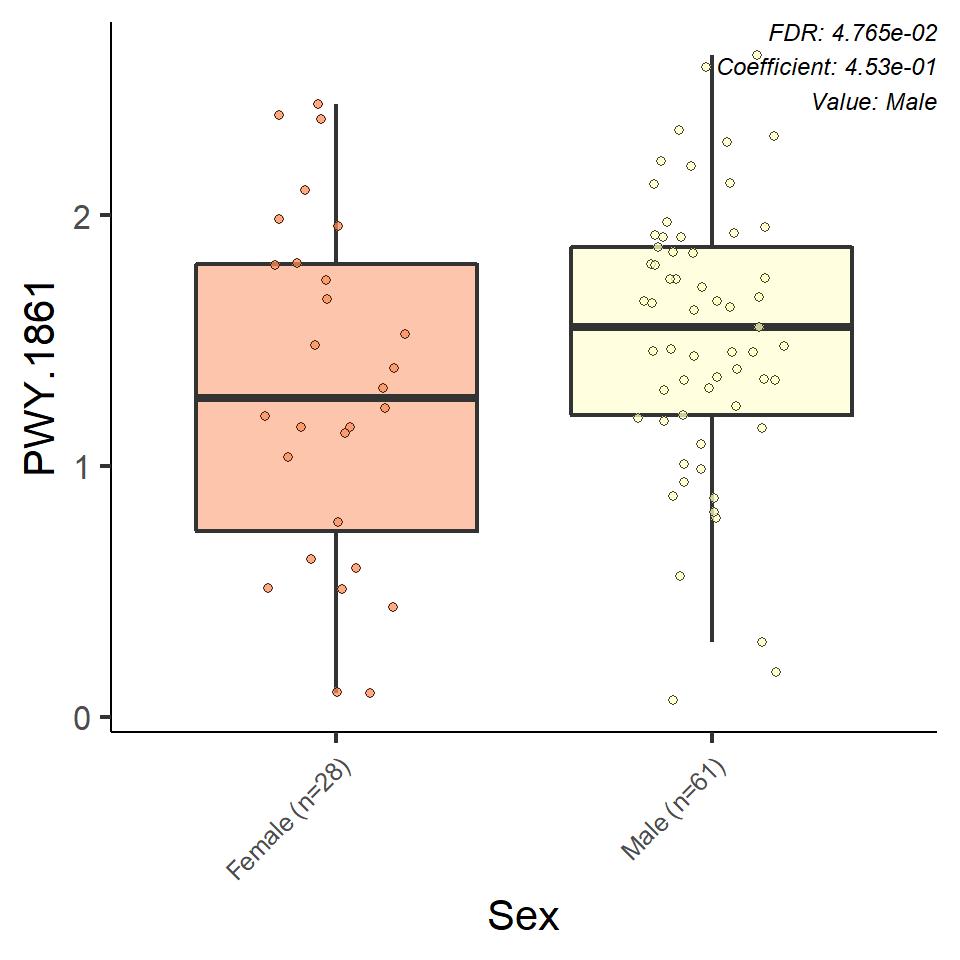 FDR: 4.765e-02
Coefficient: 4.53e-01
Value: Male
PWY.1861
2
1
0
Female (n=28)
Male (n=61)
Sex